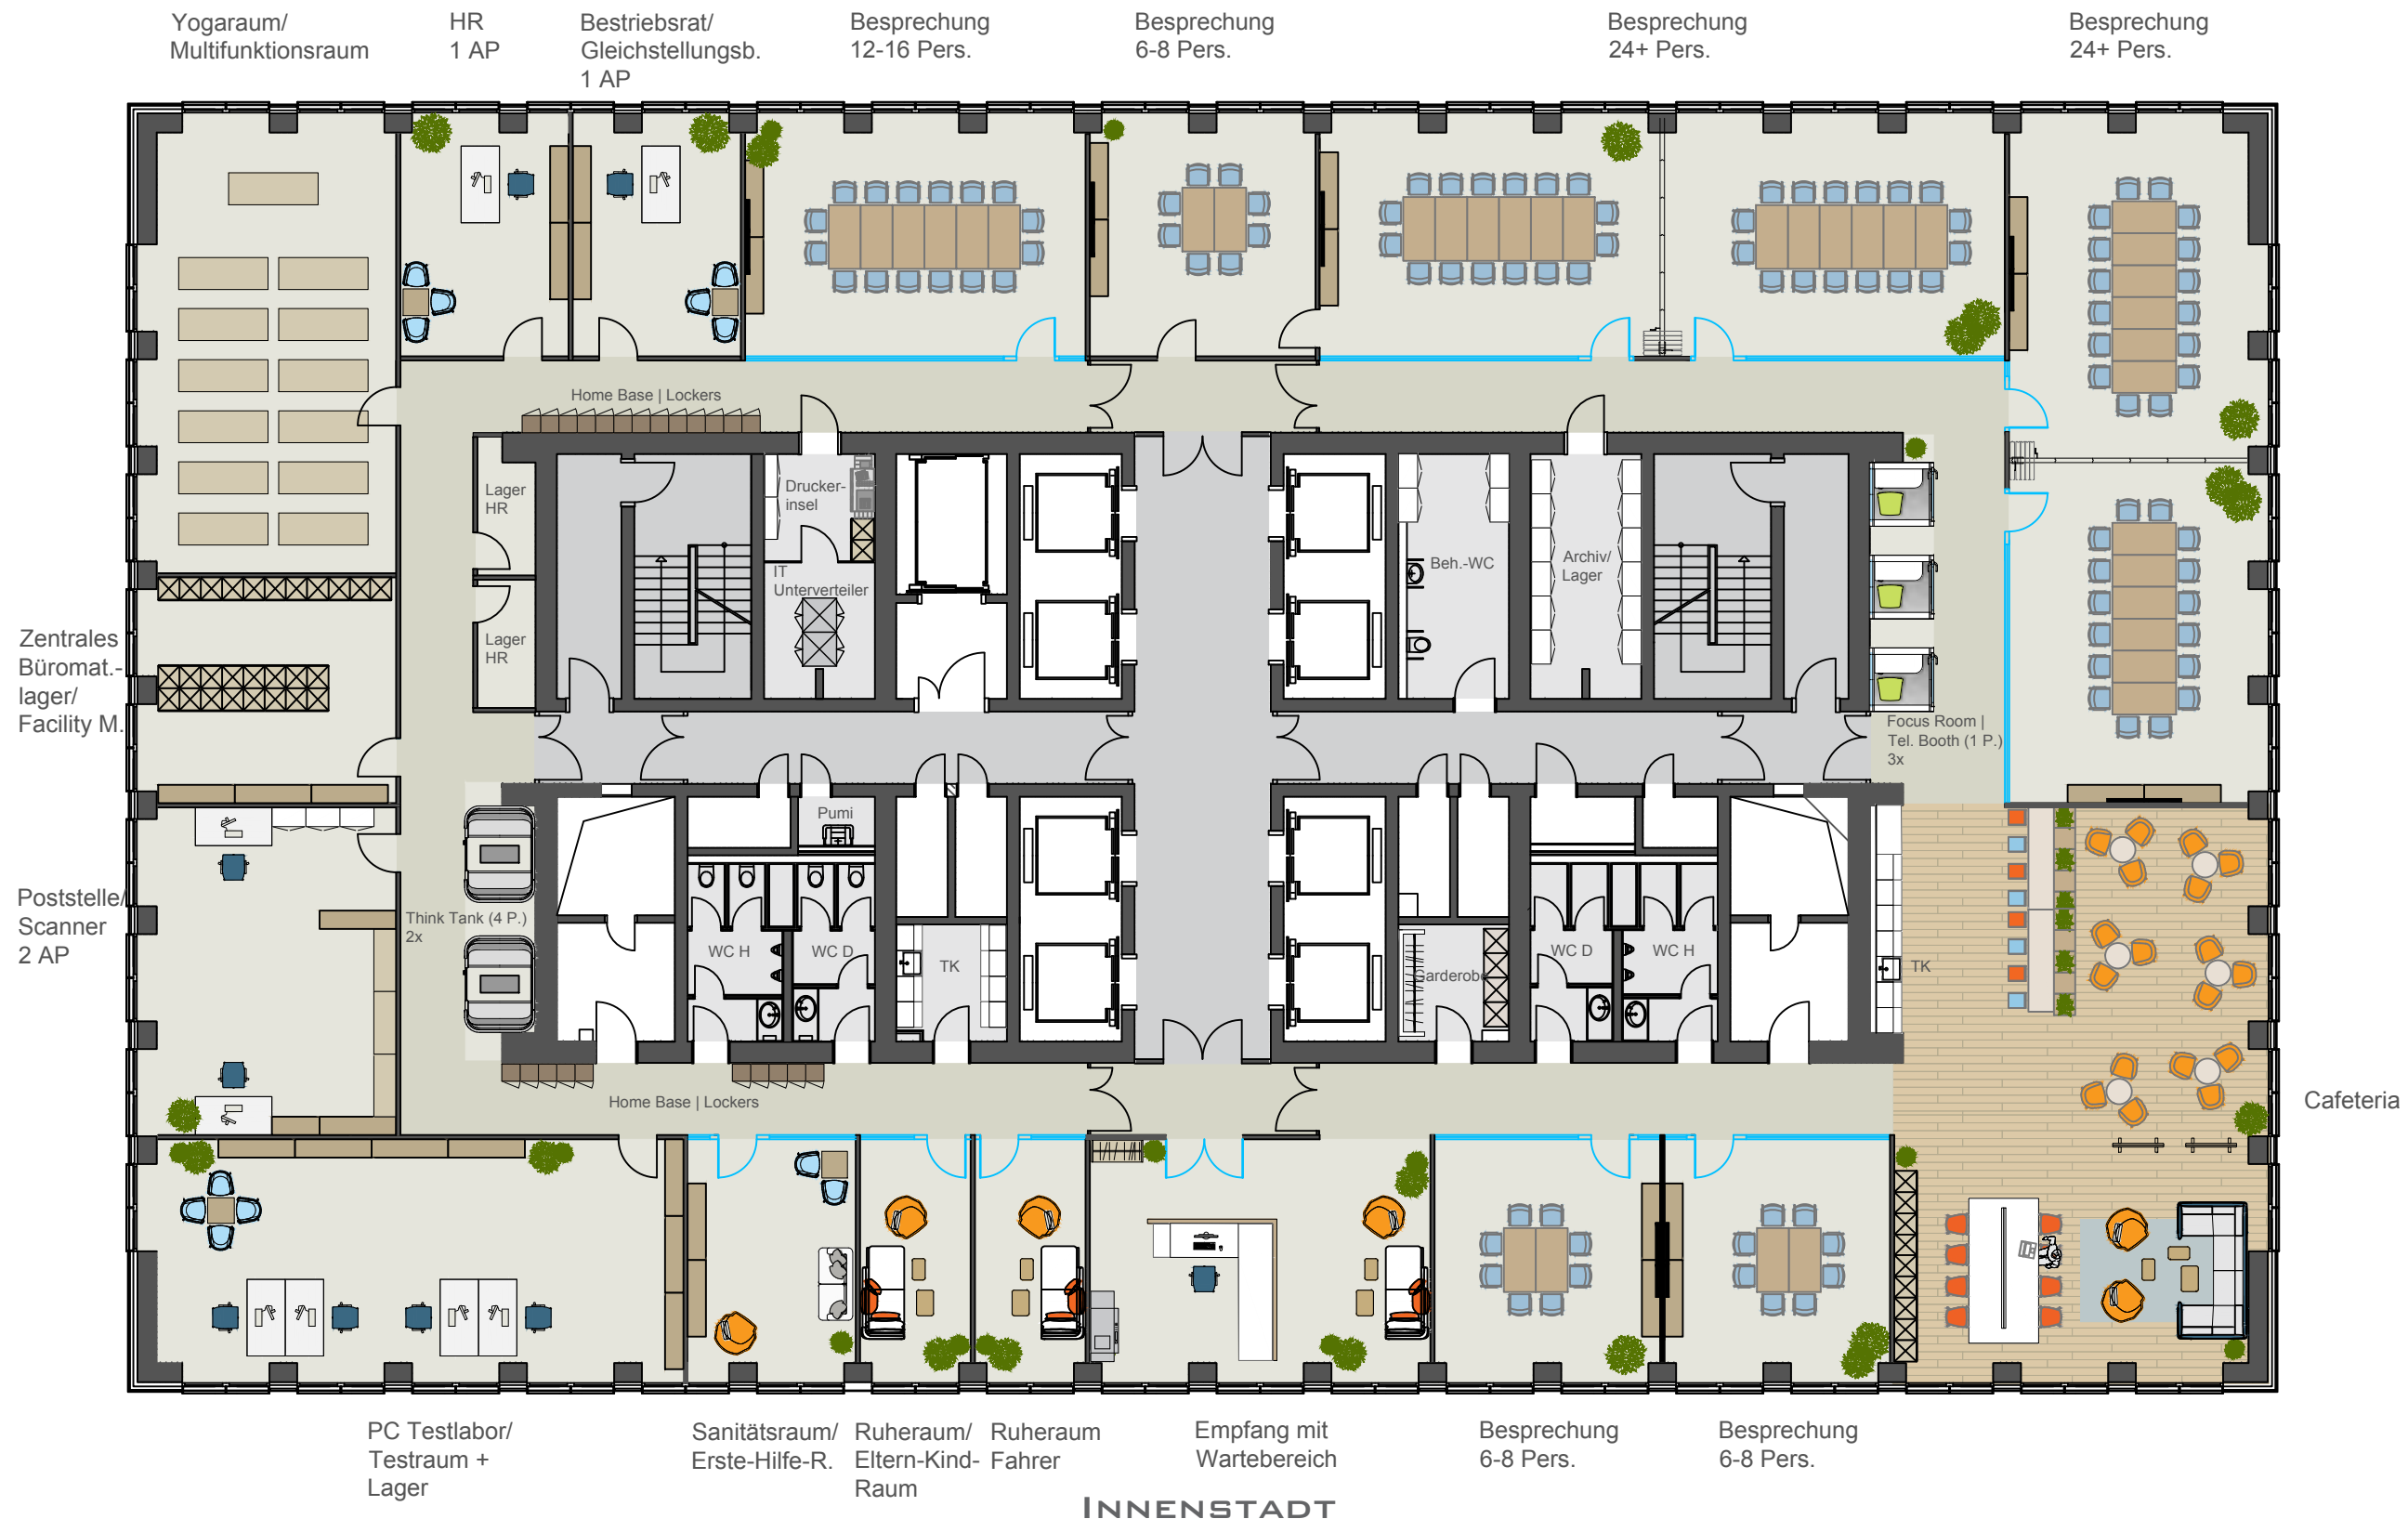 Yogaraum/
Multifunktionsraum
HR
1 AP
Bestriebsrat/
Gleichstellungsb.
1 AP
Besprechung
12-16 Pers.
Besprechung
6-8 Pers.
Besprechung
24+ Pers.
Besprechung
24+ Pers.
Home Base | Lockers
Lager
HR
Drucker-
insel
IT
Unterverteiler
Beh.-WC
Archiv/
Lager
Lager
HR
Zentrales
Büromat.-
lager/
Facility M.
Focus Room |
Tel. Booth (1 P.)
3x
Pumi
Poststelle/
Scanner
2 AP
Think Tank (4 P.)
2x
WC H
WC D
TK
Garderobe
WC D
WC H
TK
Home Base | Lockers
Cafeteria
PC Testlabor/
Testraum +
Lager
Sanitätsraum/
Erste-Hilfe-R.
Ruheraum/
Eltern-Kind-
Raum
Ruheraum
Fahrer
Empfang mit
Wartebereich
Besprechung
6-8 Pers.
Besprechung
6-8 Pers.
INNENSTADT